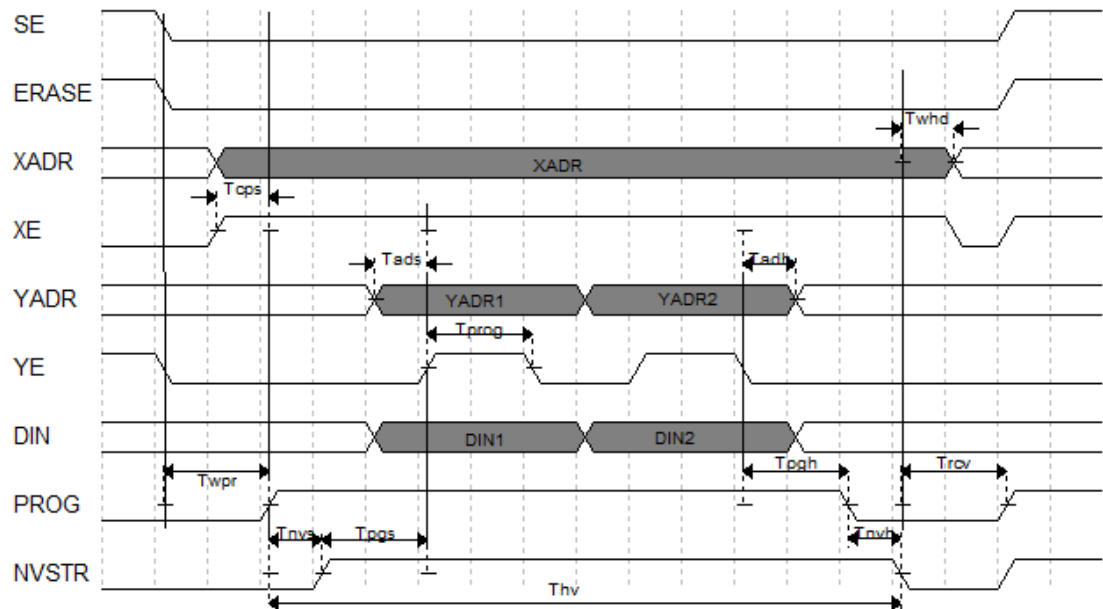 SE
ERASE
Twhd
XADR
XADR
Tcps
XE
Tads
Tadh
YADR
YADR1
YADR2
Tprog
YE
DIN
DIN1
DIN2
Twpr
Tpgh
Trcv
PROG
Tnvs
Tpgs
Tnvh
NVSTR
Thv